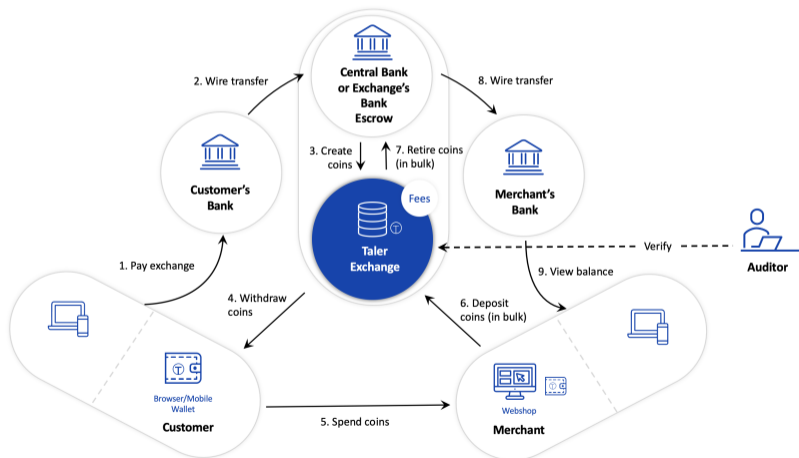 2. Wire transfer
Central Bank
or Exchange's
Bank
Escrow
8. Wire transfer
3. Create
coins
7. Retire coins
(in bulk)
Customer's
Bank
Fees
Merchant's
Bank
Taler
Exchange
Verify
Auditor
1. Pay exchange
9. View balance
4. Withdraw
coins
6. Deposit
coins (in bulk)
Browser/Mobile
Wallet
Customer
5. Spend coins
Webshop
Merchant